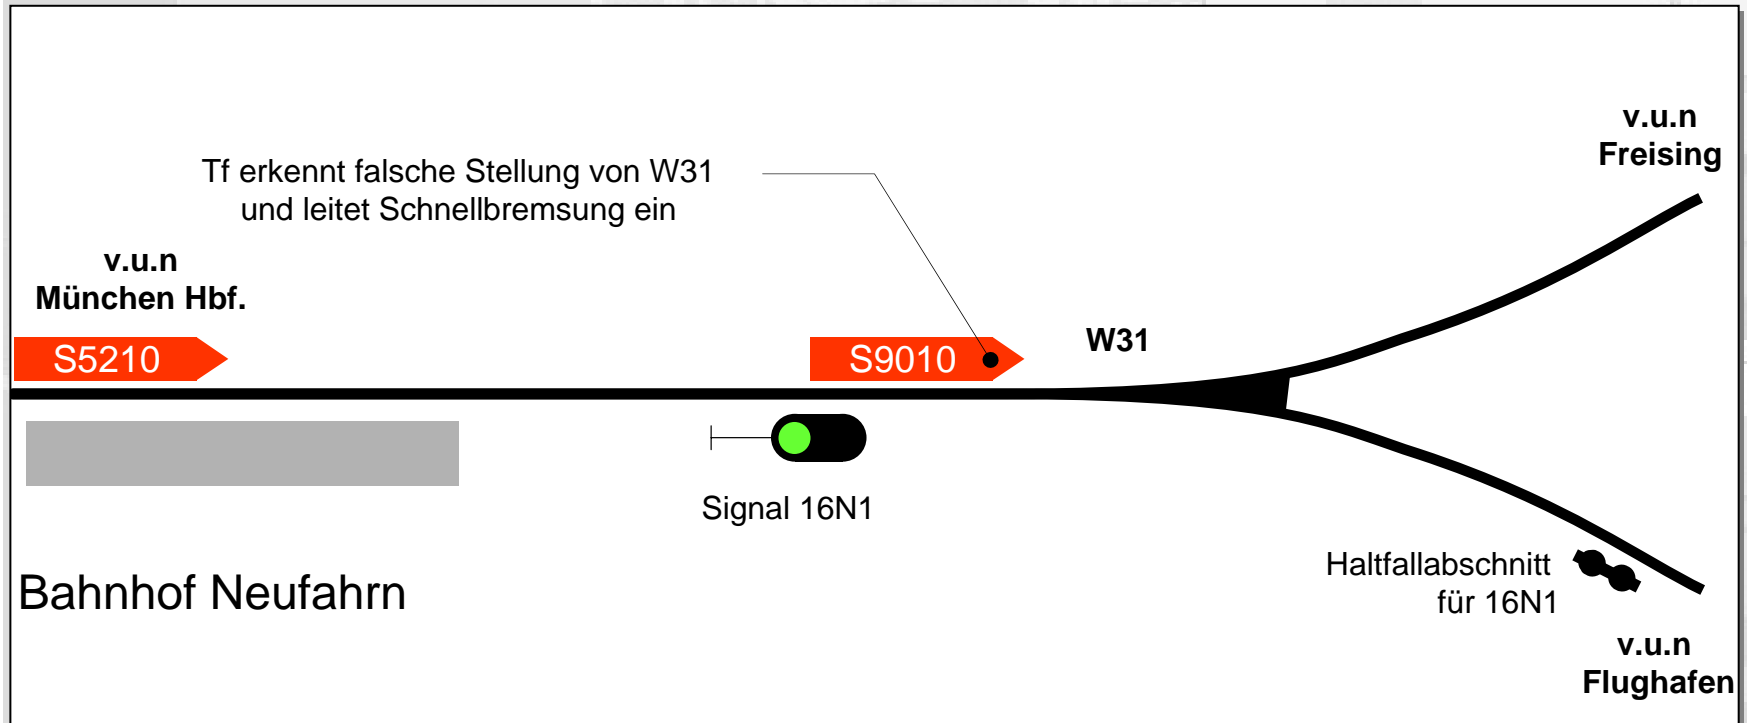 v.u.n
Freising
Tf erkennt falsche Stellung von W31
und leitet Schnellbremsung ein
v.u.n
München Hbf.
S5210
S9010
W31
Signal 16N1
Haltfallabschnitt
für 16N1
Bahnhof Neufahrn
v.u.n
Flughafen